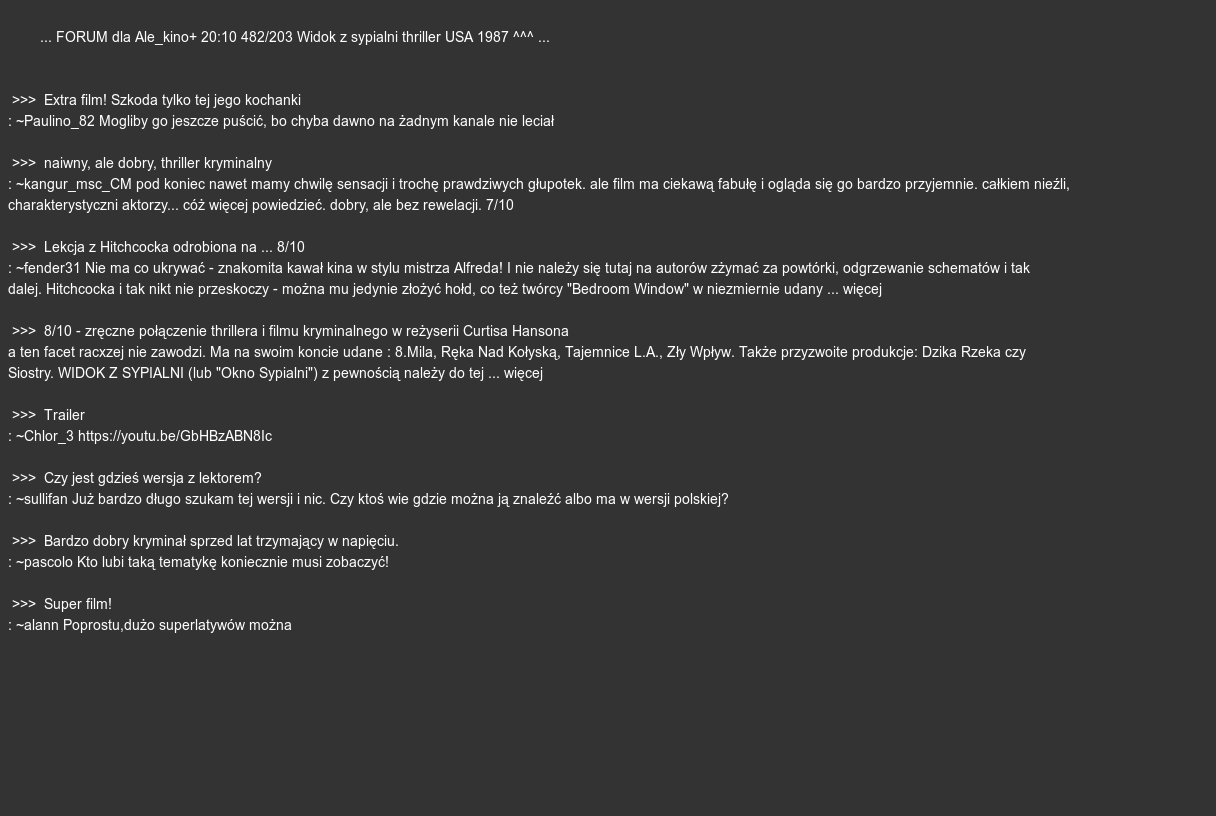 ... FORUM dla Ale_kino+ 20:10 482/203 Widok z sypialni thriller USA 1987 ^^^ ...
>>> Extra film! Szkoda tylko tej jego kochanki
: ~Paulino_82 Mogliby go jeszcze puścić, bo chyba dawno na żadnym kanale nie leciał
>>> naiwny, ale dobry, thriller kryminalny
: ~kangur_msc_CM pod koniec nawet mamy chwilę sensacji i trochę prawdziwych głupotek. ale film ma ciekawą fabułę i ogląda się go bardzo przyjemnie. całkiem nieźli,
charakterystyczni aktorzy... cóż więcej powiedzieć. dobry, ale bez rewelacji. 7/10
>>> Lekcja z Hitchcocka odrobiona na ... 8/10
: ~fender31 Nie ma co ukrywać - znakomita kawał kina w stylu mistrza Alfreda! I nie należy się tutaj na autorów zżymać za powtórki, odgrzewanie schematów i tak
dalej. Hitchcocka i tak nikt nie przeskoczy - można mu jedynie złożyć hołd, co też twórcy "Bedroom Window" w niezmiernie udany ... więcej
>>> 8/10 - zręczne połączenie thrillera i filmu kryminalnego w reżyserii Curtisa Hansona
a ten facet racxzej nie zawodzi. Ma na swoim koncie udane : 8.Mila, Ręka Nad Kołyską, Tajemnice L.A., Zły Wpływ. Także przyzwoite produkcje: Dzika Rzeka czy
Siostry. WIDOK Z SYPIALNI (lub "Okno Sypialni") z pewnością należy do tej ... więcej
>>> Trailer
: ~Chlor_3 https://youtu.be/GbHBzABN8Ic
>>> Czy jest gdzieś wersja z lektorem?
: ~sullifan Już bardzo długo szukam tej wersji i nic. Czy ktoś wie gdzie można ją znaleźć albo ma w wersji polskiej?
>>> Bardzo dobry kryminał sprzed lat trzymający w napięciu.
: ~pascolo Kto lubi taką tematykę koniecznie musi zobaczyć!
>>> Super film!
: ~alann Poprostu,dużo superlatywów można